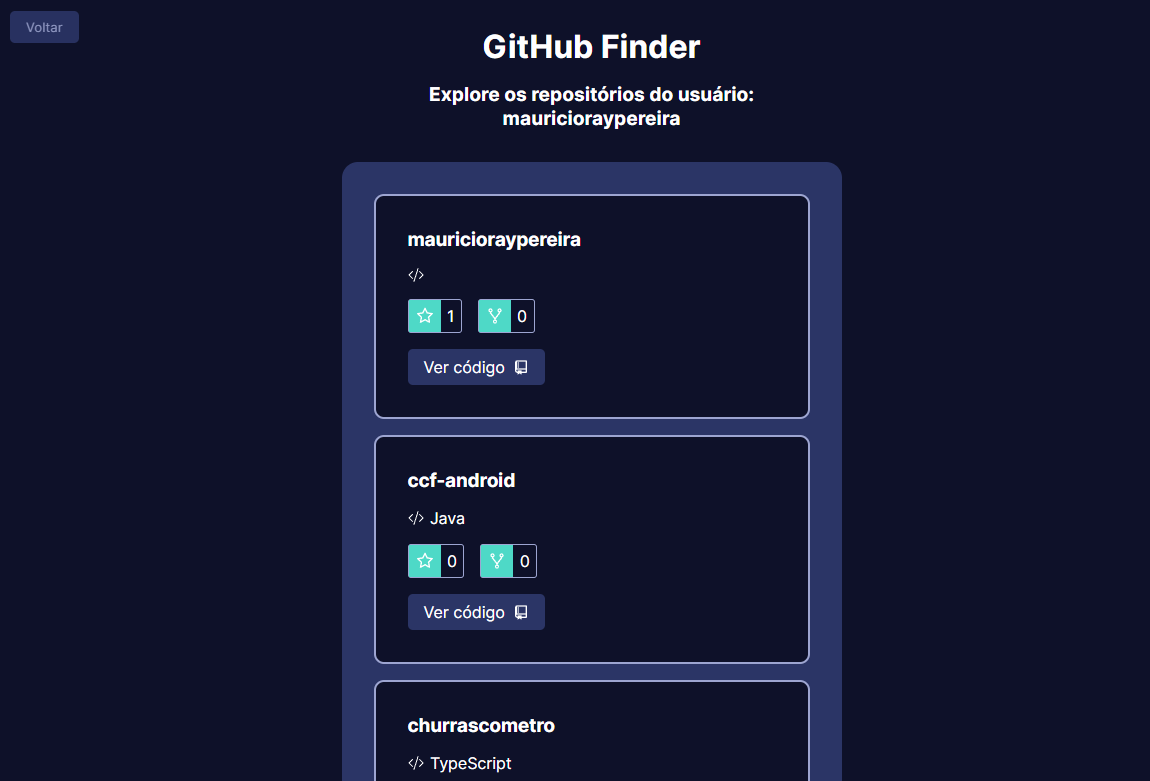 Voltar
GitHub Finder
Explore os repositórios do usuário:
mauricioraypereira
mauricioraypereira
</>
1 0
Ver código
ccf-android
</> Java
0 0
Ver código
churrascometro
</> TypeScript